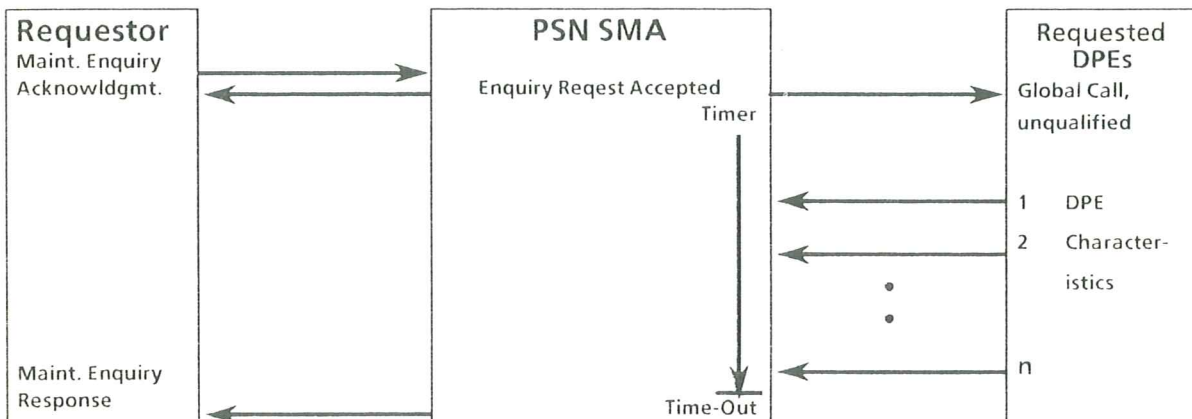 Requestor
Maint. Enquiry
Acknowldgmt.
Maint. Enquiry
Response
PSN SMA
Enquiry Reqest Accepted
Timer
Time-Out
Requested
DPEs
Global Call,
unqualified
1 DPE
2 Character-
istics
n